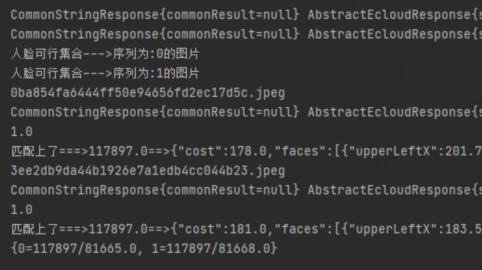 CommonStringResponse{commonResult=null} AbstractEcloudResponse{s
CommonStringResponse{commonResult=null} AbstractEcloudResponse{s
人脸可行集合--->序列为:0的图片
人脸可行集合--->序列为:1的图片
0ba854fa6444ff50e94656fd2ec17d5c.jpeg
CommonStringResponse{commonResult=null} AbstractEcloudResponse{s
1.0
匹配上了===>117897.0==>{"cost":178.0,"faces":[{"upperLeftX":201.7
3ee2db9da44b1926e7a1edb4cc044b23.jpeg
CommonStringResponse{commonResult=null} AbstractEcloudResponse{s
1.0
匹配上了===>117897.0==>{"cost":181.0,"faces":[{"upperLeftX":183.5
{0=117897/81665.0, 1=117897/81668.0}